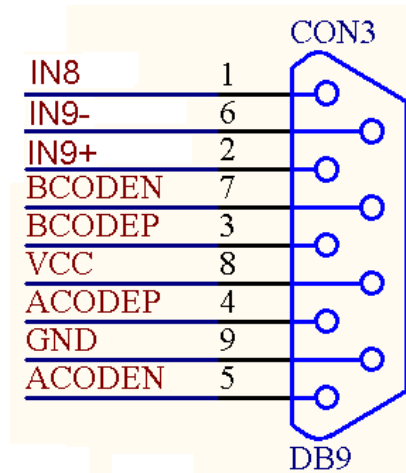 CON3
IN8 1
IN9- 6
IN9+ 2
BCODEN 7
BCODEP 3
VCC 8
ACODEP 4
GND 9
ACODEN 5
DB9